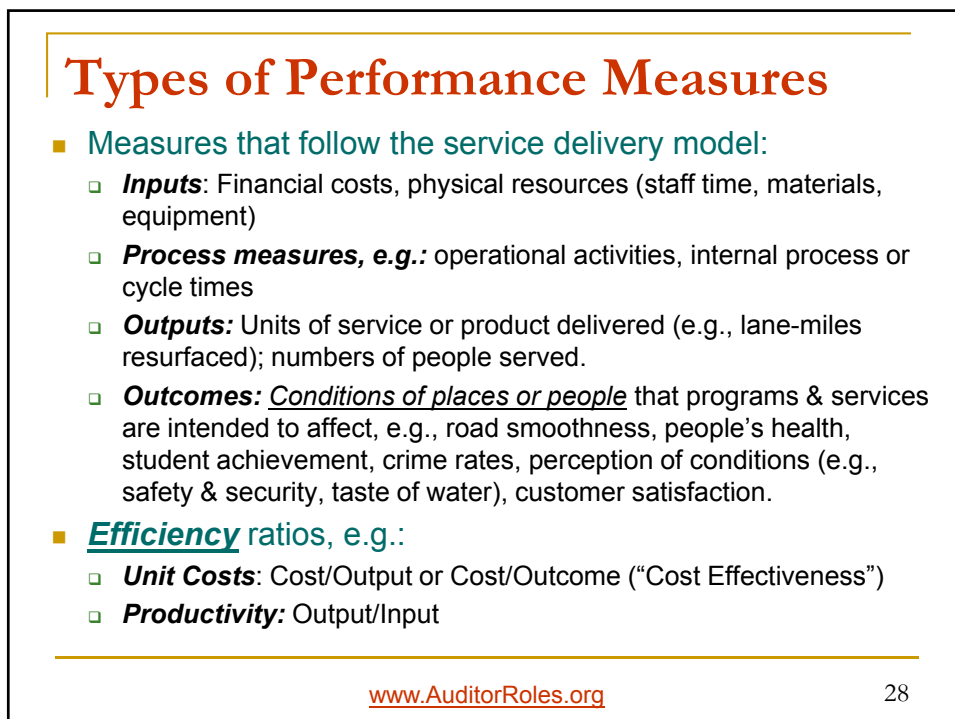 Types of Performance Measures
Measures that follow the service delivery model:
Inputs: Financial costs, physical resources (staff time, materials,
equipment)
Process measures, e.g.: operational activities, internal process or
cycle times
Outputs: Units of service or product delivered (e.g., lane-miles
resurfaced); numbers of people served.
Outcomes: Conditions of places or people that programs & services
are intended to affect, e.g., road smoothness, people’s health,
student achievement, crime rates, perception of conditions (e.g.,
safety & security, taste of water), customer satisfaction.
Efficiency ratios, e.g.:
Unit Costs: Cost/Output or Cost/Outcome (“Cost Effectiveness”)
Productivity: Output/Input
www.AuditorRoles.org 28